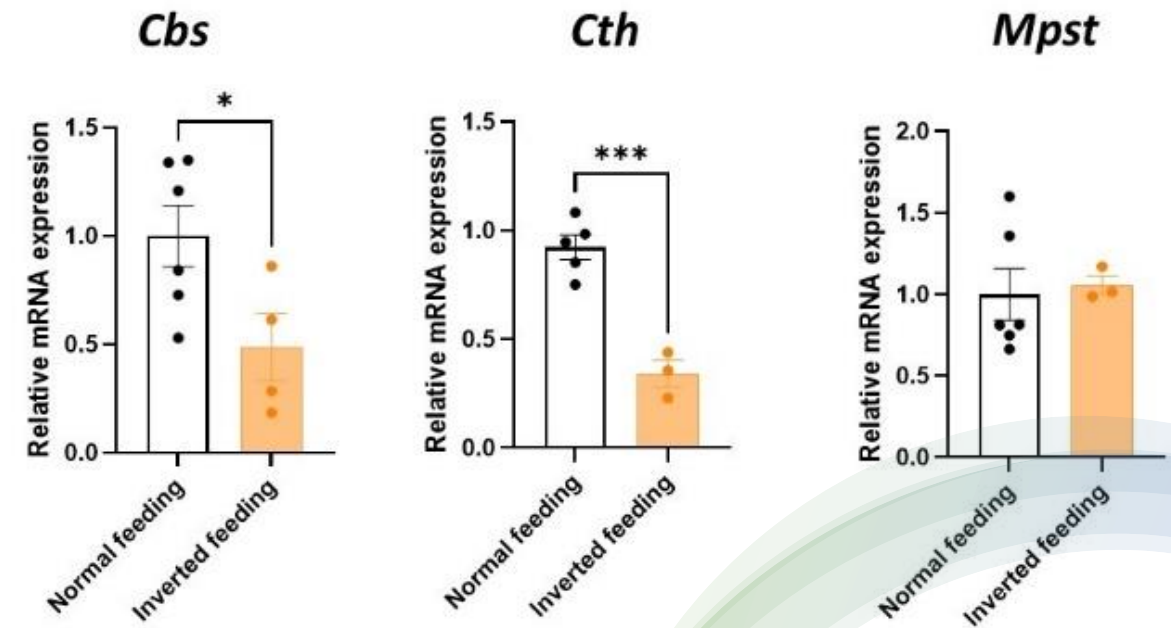 Cbs
Relative mRNA expression
1.5
1.0
0.5
0.0
*
Normal feeding
Inverted feeding
Cth
Relative mRNA expression
1.5
1.0
0.5
0.0
***
Normal feeding
Inverted feeding
Mpst
Relative mRNA expression
2.0
1.5
1.0
0.5
0.0
Normal feeding
Inverted feeding